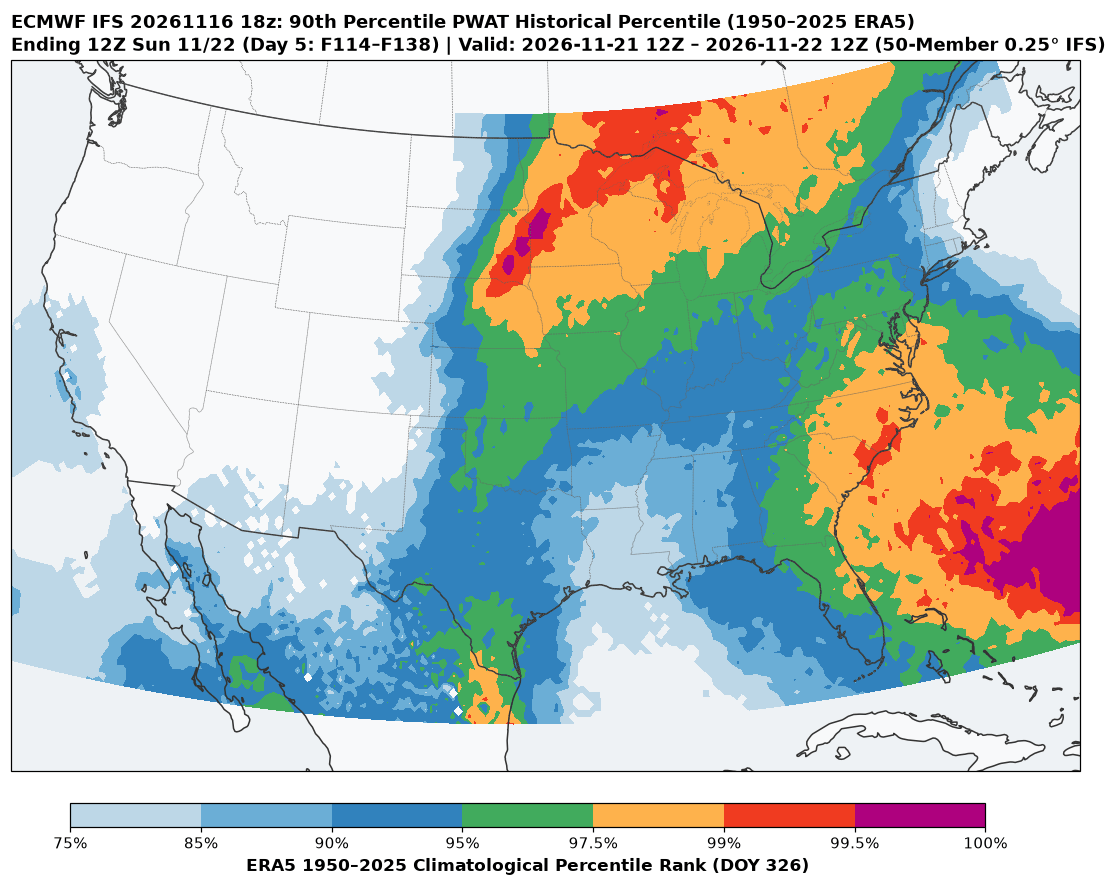 ECMWF IFS 20261116 18z: 90th Percentile PWAT Historical Percentile (1950–2025 ERA5)
Ending 12Z Sun 11/22 (Day 5: F114–F138) | Valid: 2026-11-21 12Z – 2026-11-22 12Z (50-Member 0.25° IFS)
75% 85% 90% 95% 97.5% 99% 99.5% 100%
ERA5 1950–2025 Climatological Percentile Rank (DOY 326)